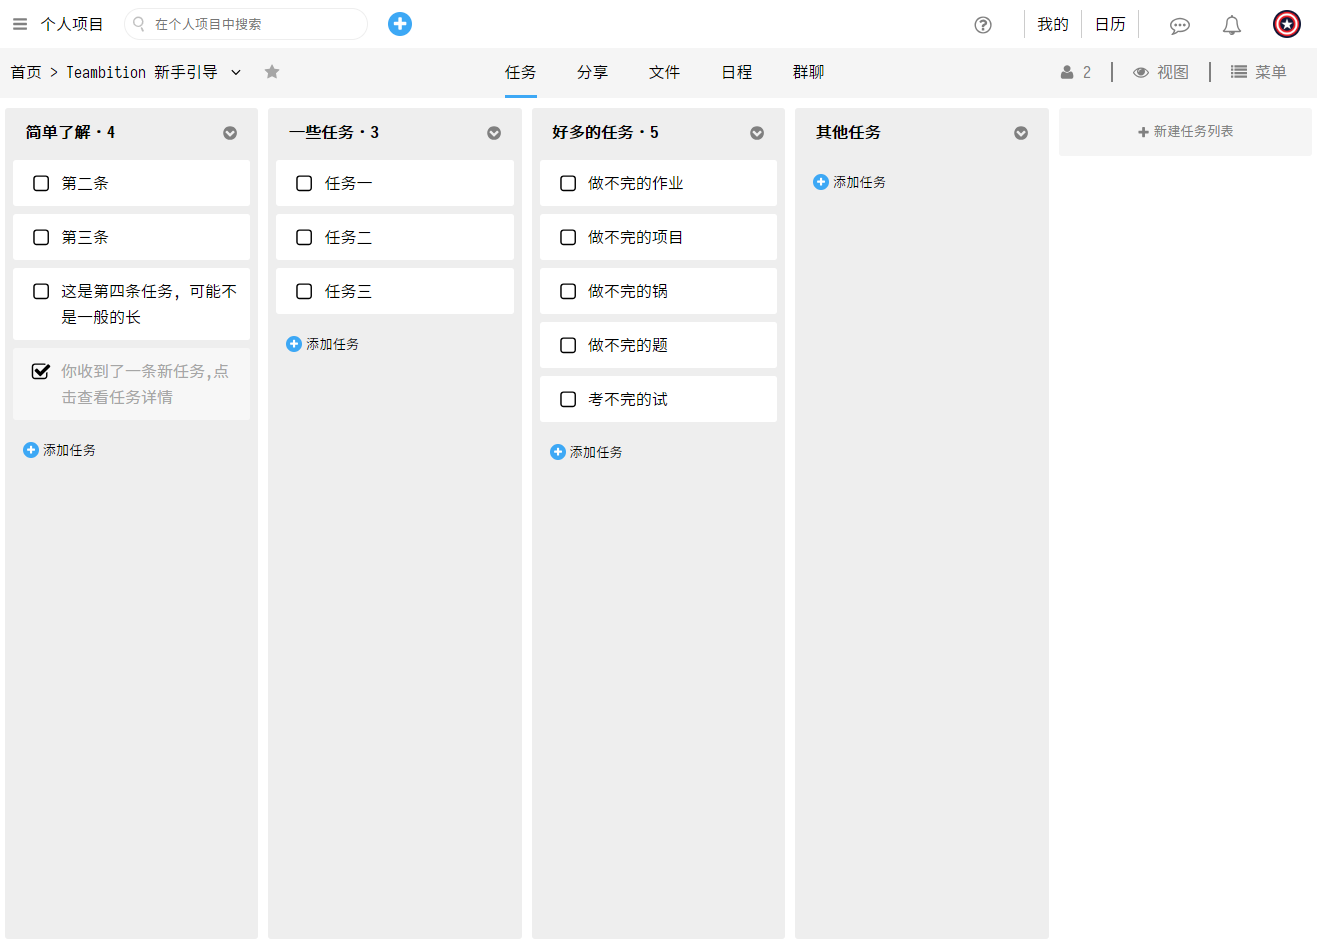 个人项目 在个人项目中搜索 我的 日历
首页 > Teambition 新手引导 任务 分享 文件 日程 群聊 2 视图 菜单
简单了解·4
第二条
第三条
这是第四条任务，可能不
是一般的长
你收到了一条新任务,点
击查看任务详情
添加任务
一些任务·3
任务一
任务二
任务三
添加任务
好多的任务·5
做不完的作业
做不完的项目
做不完的锅
做不完的题
考不完的试
添加任务
其他任务
添加任务
新建任务列表